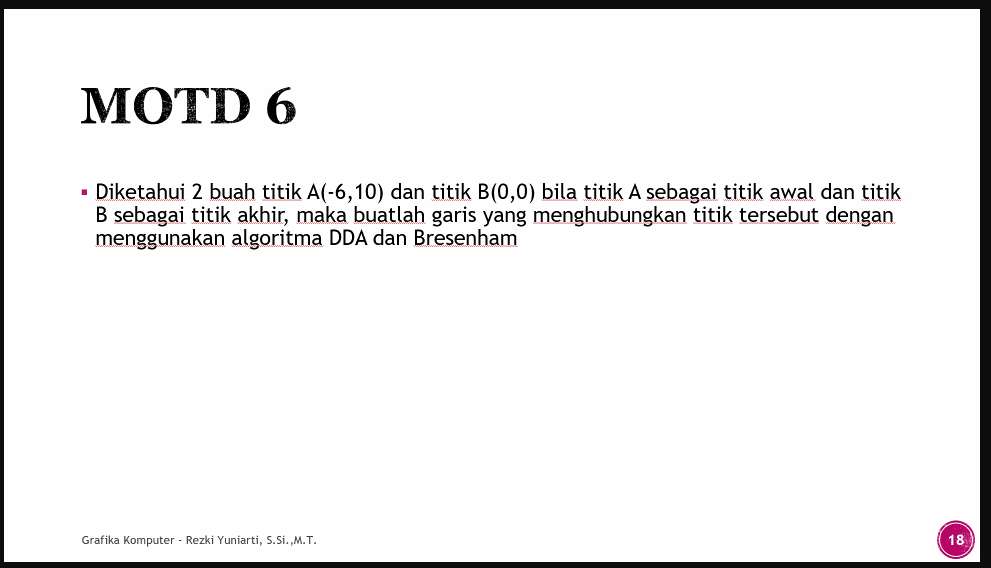 MOTD 6
▪ Diketahui 2 buah titik A(-6,10) dan titik B(0,0) bila titik A sebagai titik awal dan titik
B sebagai titik akhir, maka buatlah garis yang menghubungkan titik tersebut dengan
menggunakan algoritma DDA dan Bresenham
Grafika Komputer - Rezki Yuniarti, S.Si.,M.T.
18